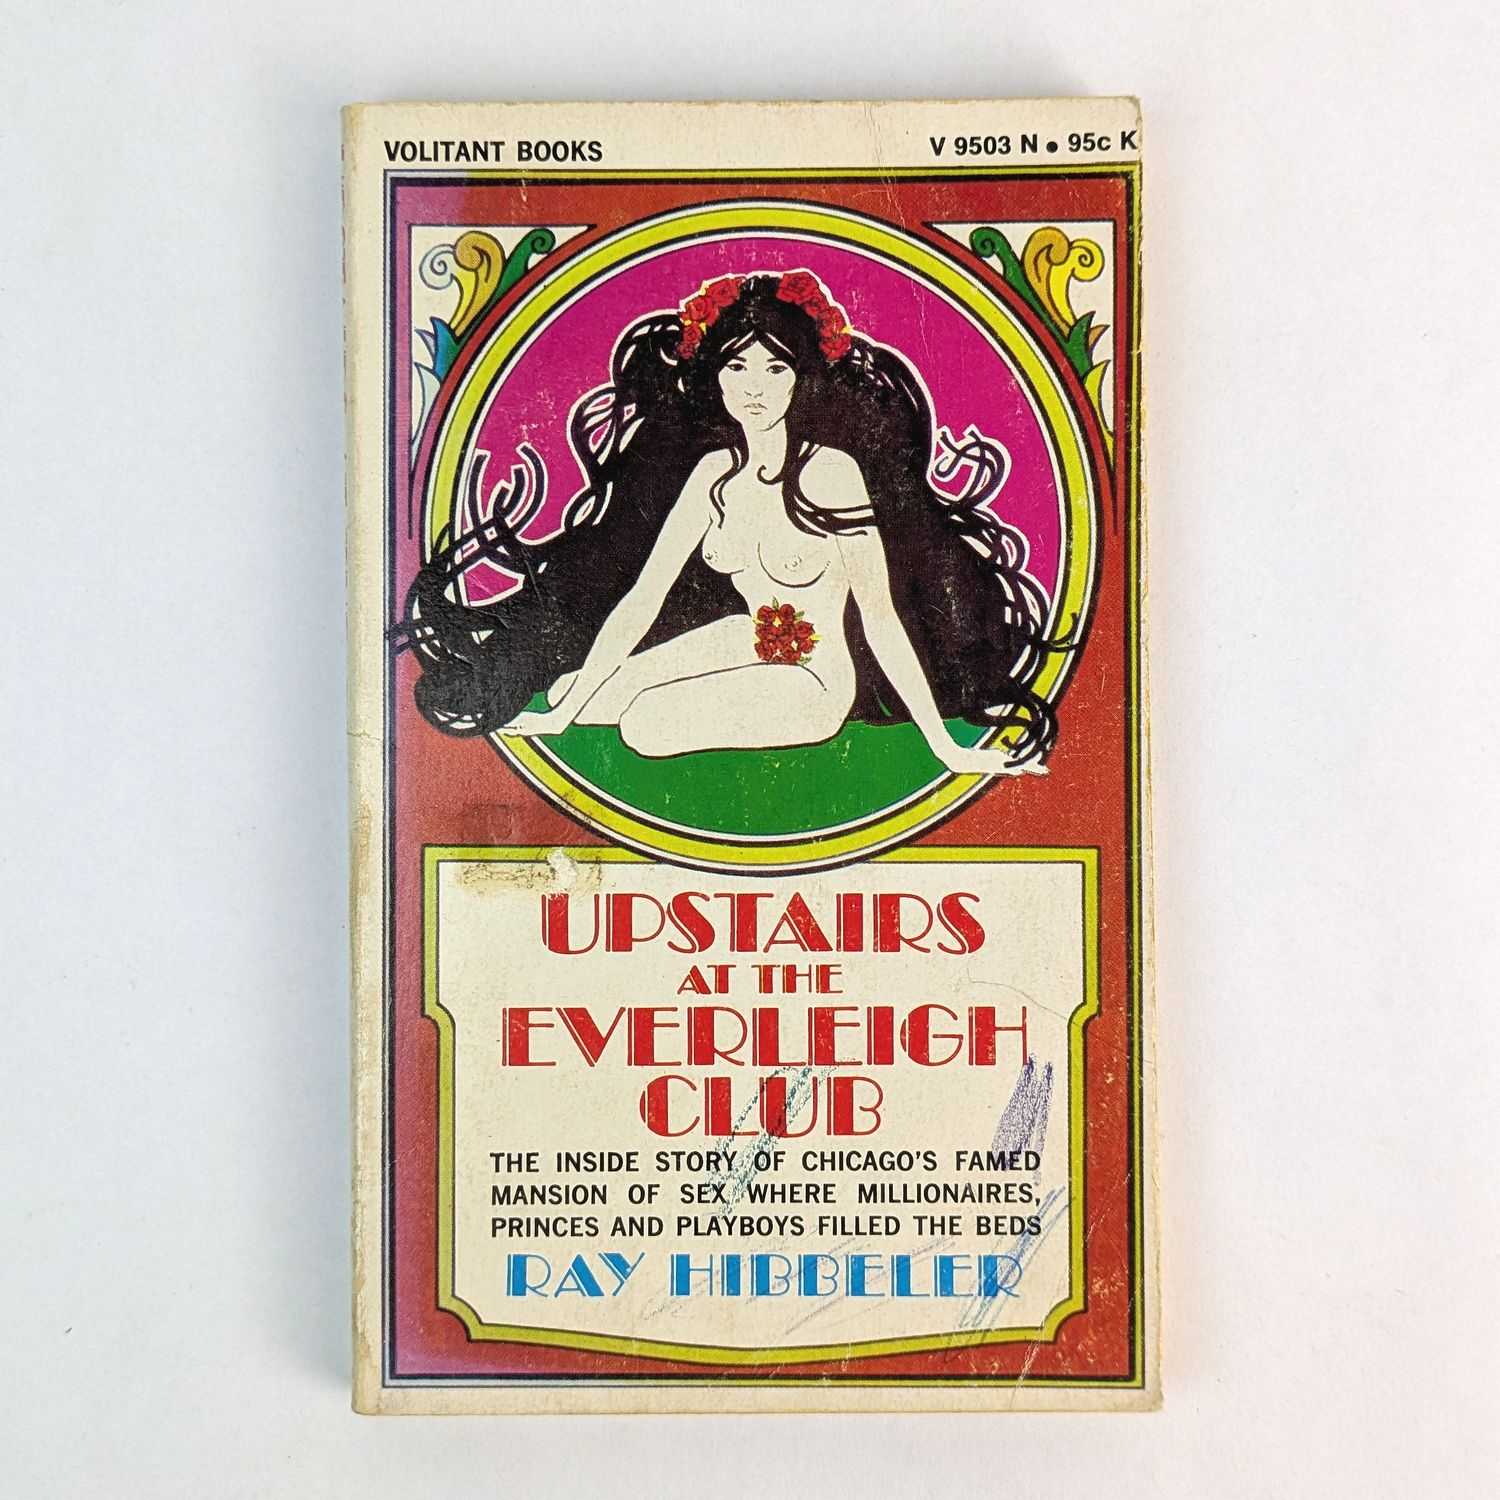 VOLITANT BOOKS
V 9503 N • 95c K
UPSTAIRS
AT THE
EVERLEIGH
CLUB
THE INSIDE STORY OF CHICAGO'S FAMED
MANSION OF SEX WHERE MILLIONAIRES,
PRINCES AND PLAYBOYS FILLED THE BEDS
RAY HIBBELER